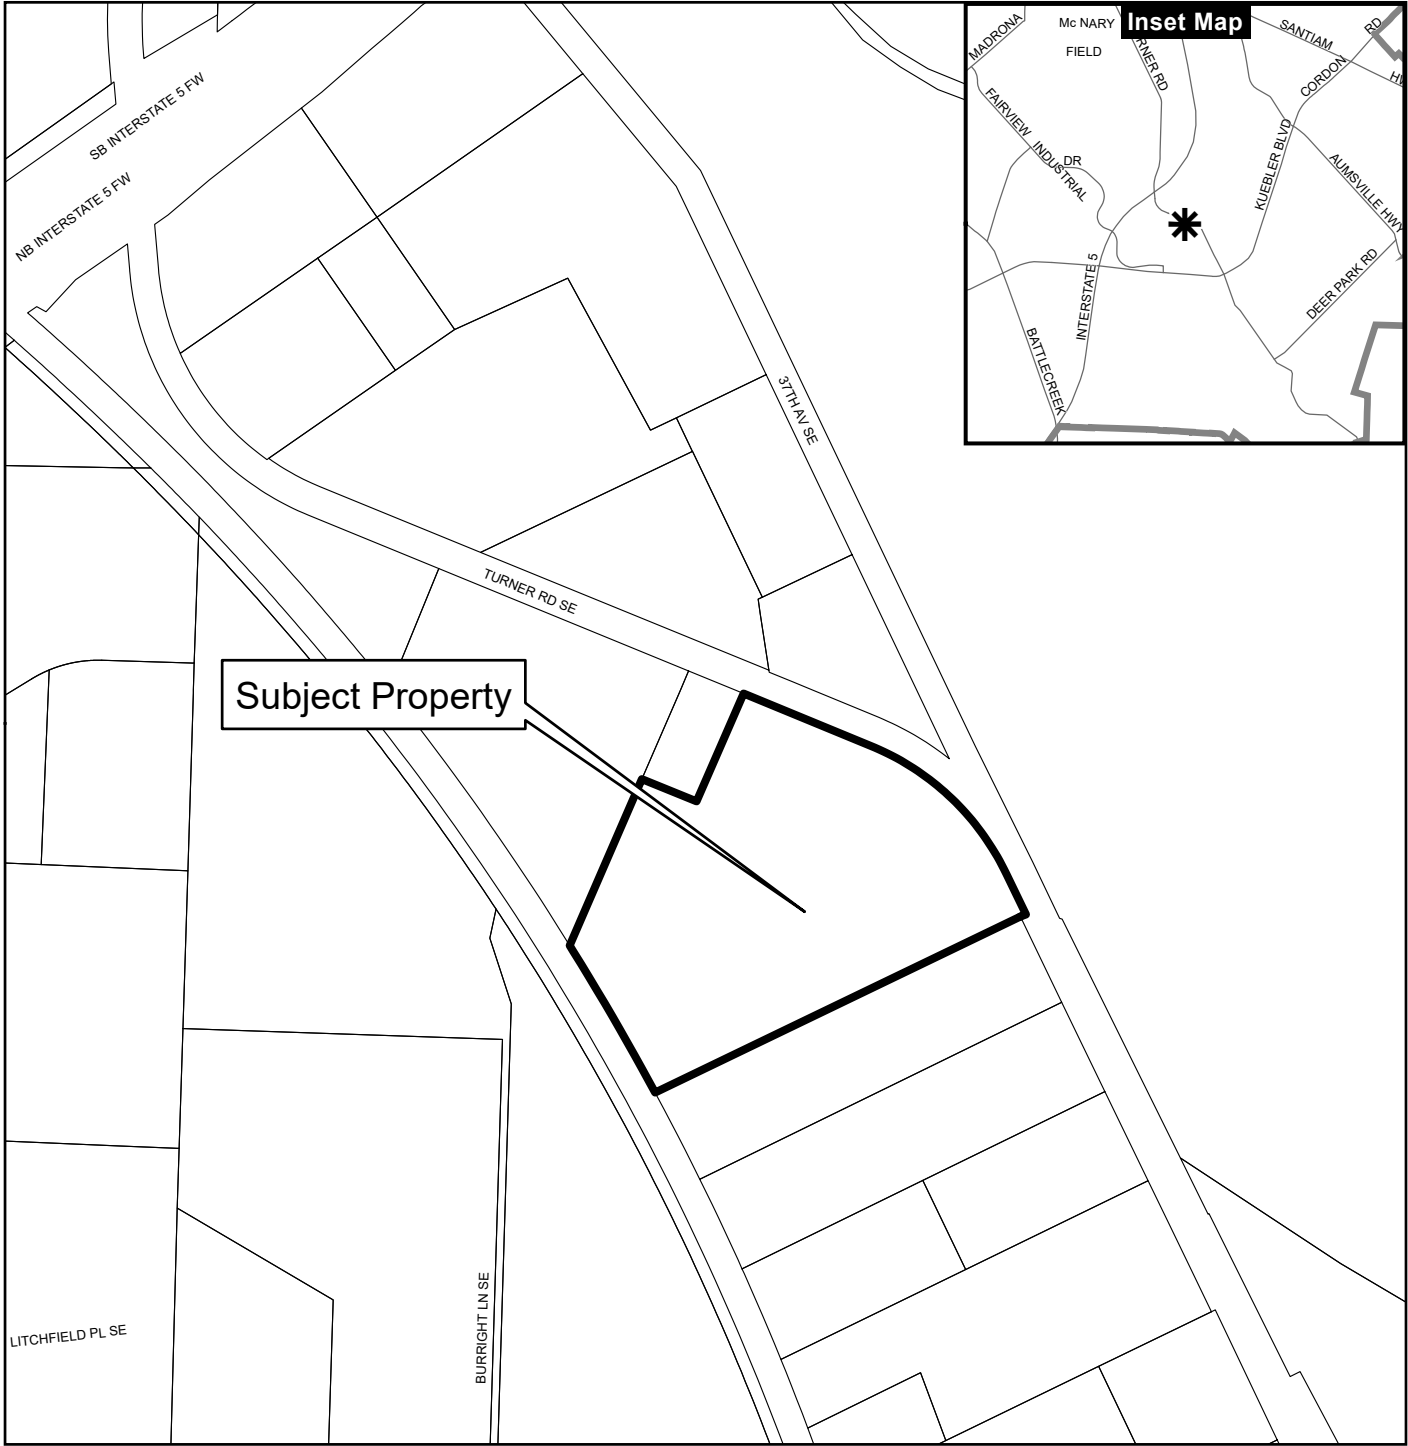 SB INTERSTATE 5 FW
NB INTERSTATE 5 FW
37TH AV SE
TURNER RD SE
Subject Property
BURRIGHT LN SE
LITCHFIELD PL SE
Inset Map
MADRONA
Mc NARY
FIELD
RNER RD
SANTIAM
HW
CORDON
RD
FAIRVIEW INDUSTRIAL
DR
KUEBLER BLVD
AUMSVILLE HWY
DEER PARK RD
INTERSTATE 5
BATTLECREEK